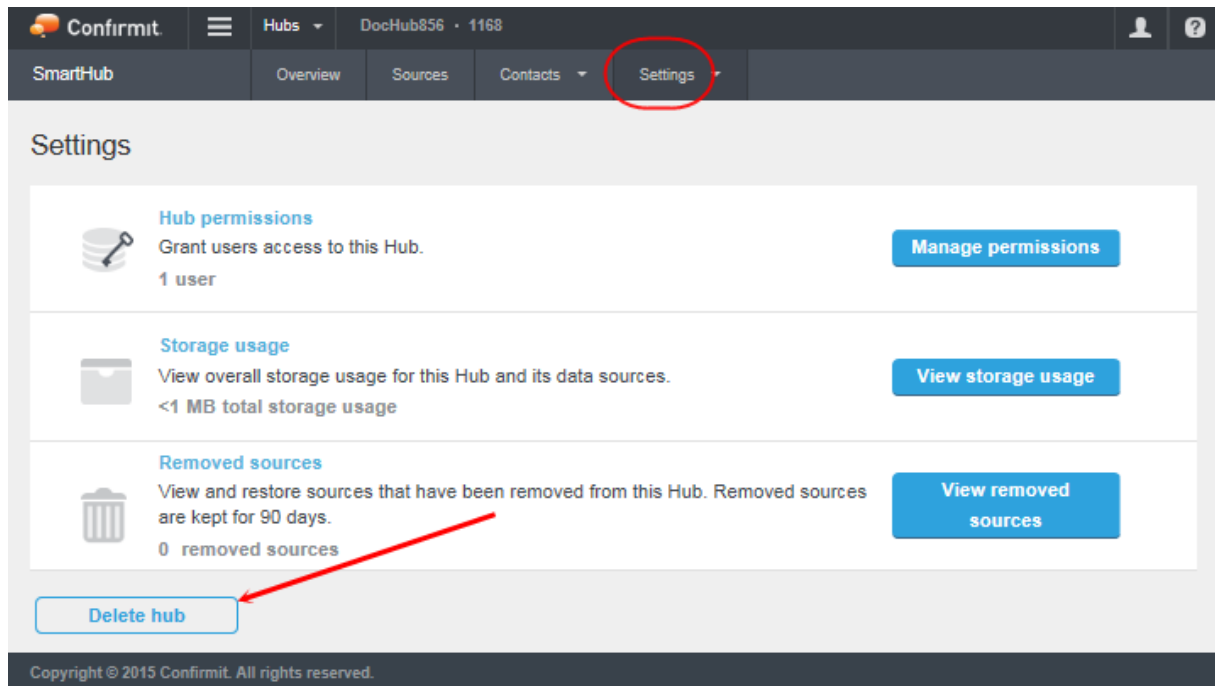 Confirmit. Hubs DocHub856 • 1168
SmartHub Overview Sources Contacts Settings
Settings
Hub permissions
Grant users access to this Hub.
1 user
Manage permissions
Storage usage
View overall storage usage for this Hub and its data sources.
<1 MB total storage usage
View storage usage
Removed sources
View and restore sources that have been removed from this Hub. Removed sources
are kept for 90 days.
0 removed sources
View removed
sources
Delete hub
Copyright © 2015 Confirmit. All rights reserved.